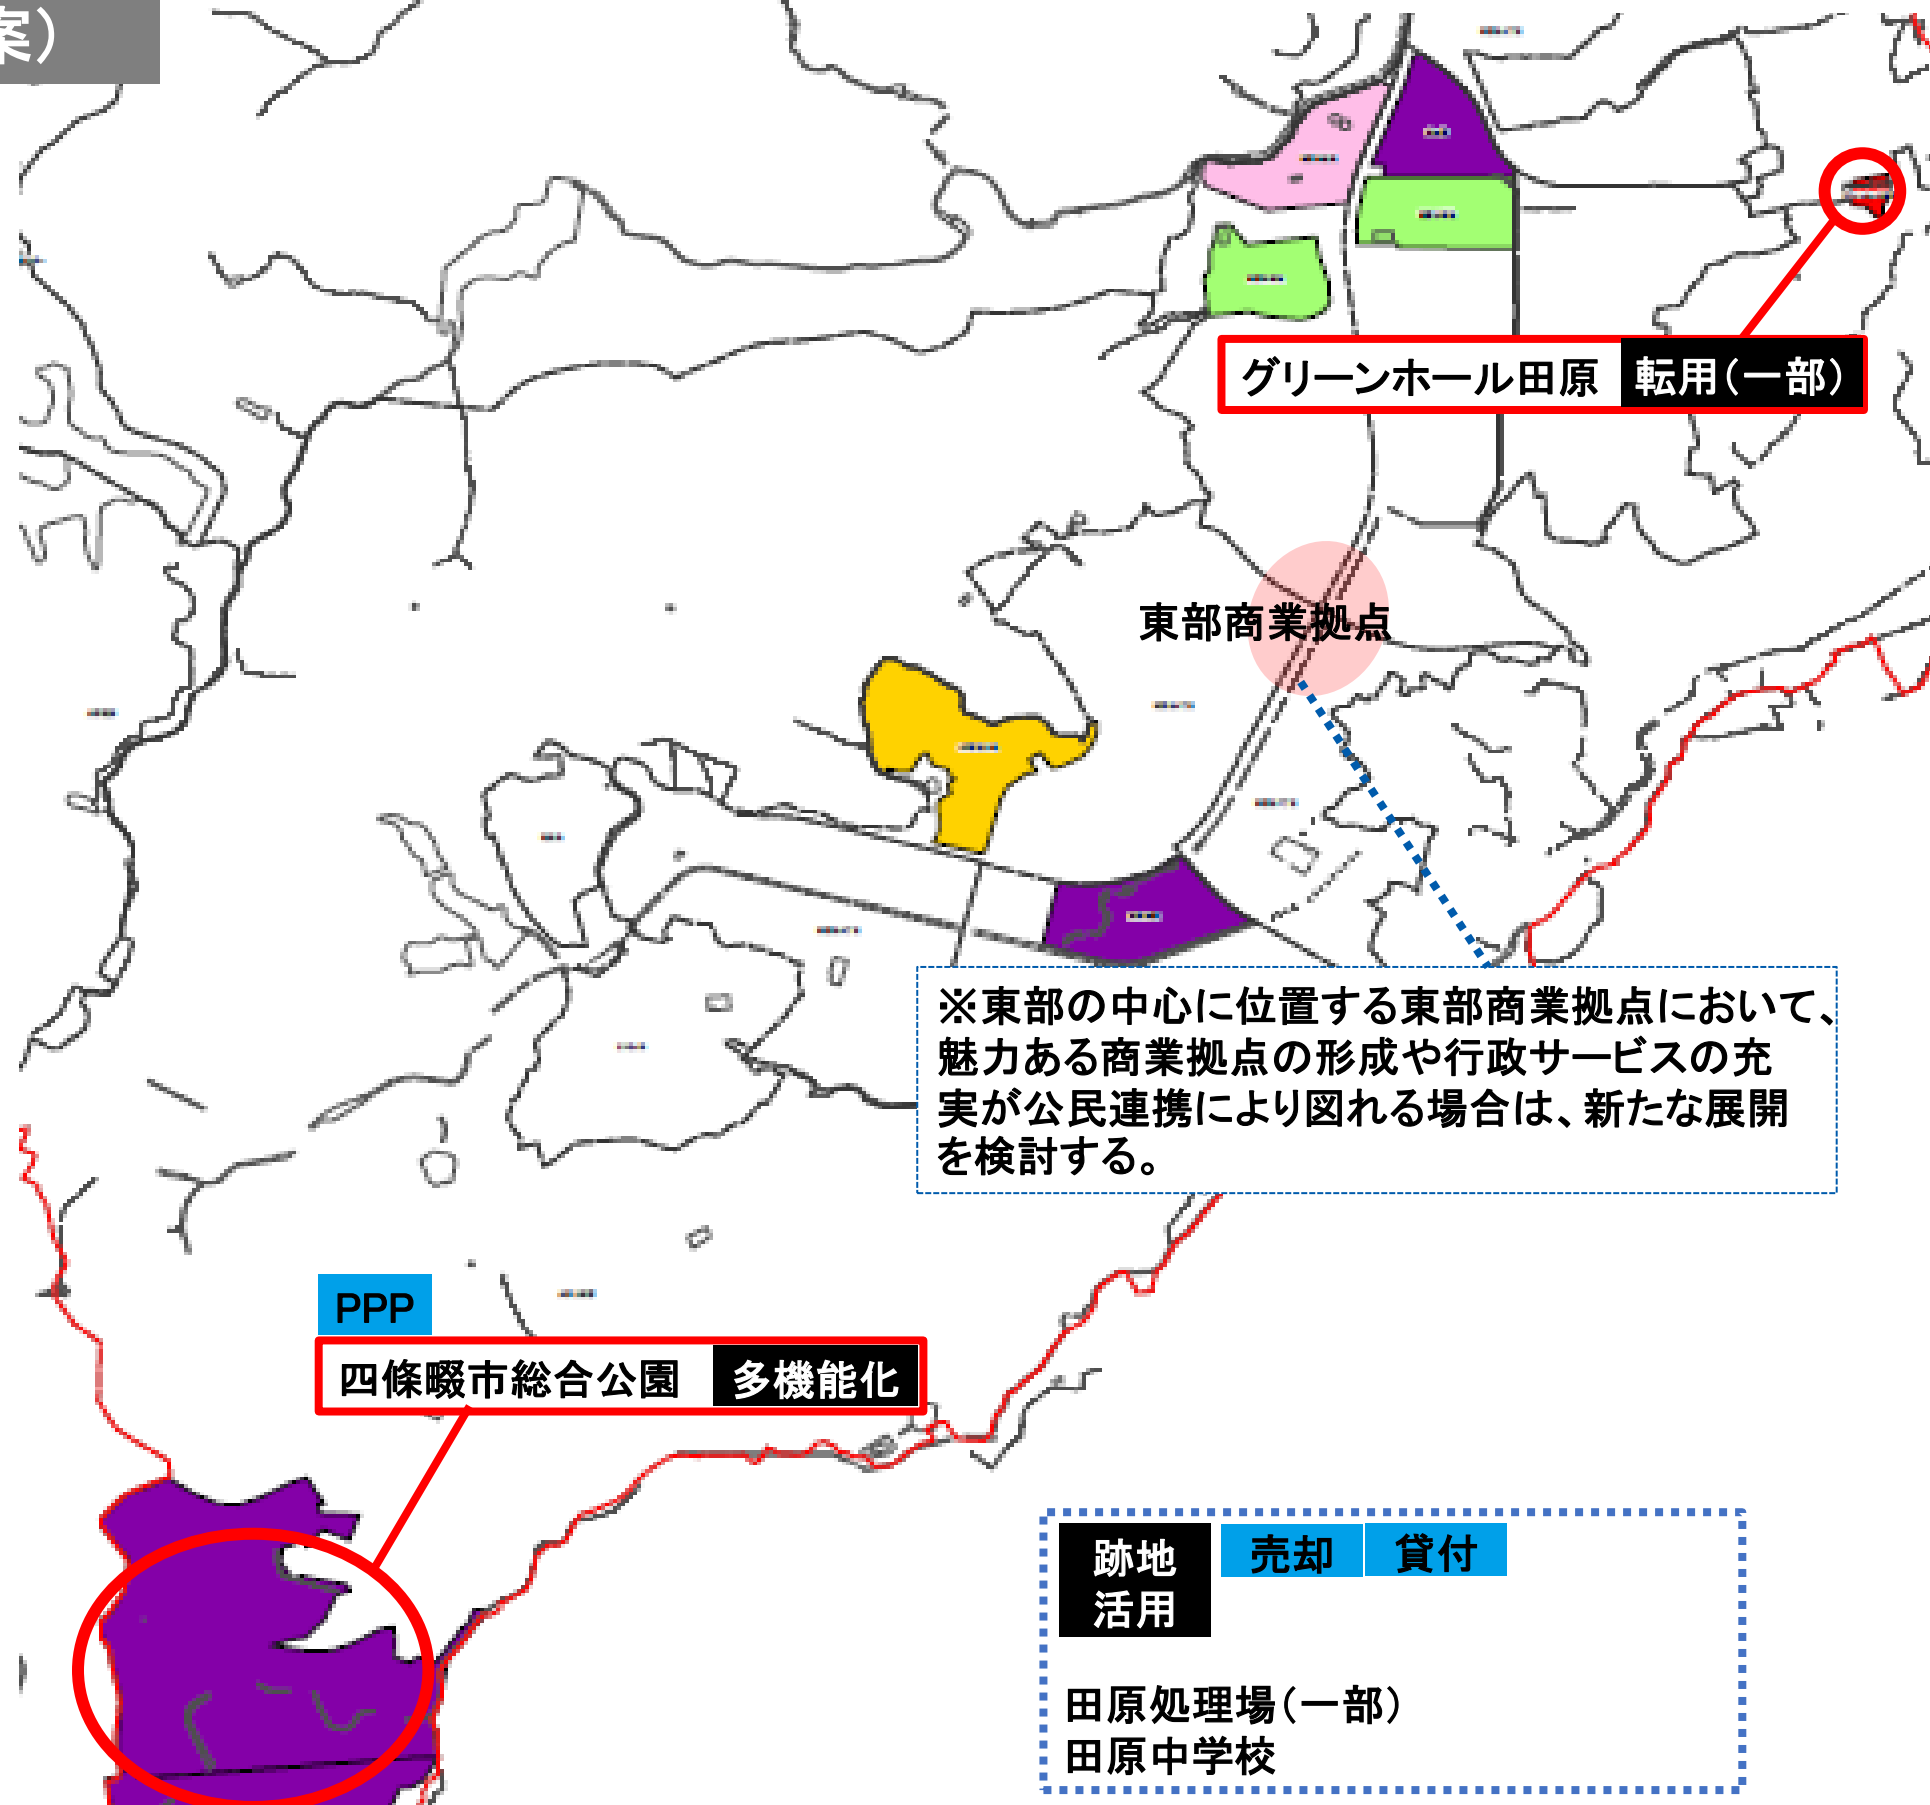 案）
グリーンホール田原 転用（一部）
東部商業拠点
※東部の中心に位置する東部商業拠点において、
魅力ある商業拠点の形成や行政サービスの充
実が公民連携により図れる場合は、新たな展開
を検討する。
PPP
四條畷市総合公園 多機能化
跡地
活用
売却 貸付
田原処理場（一部）
田原中学校